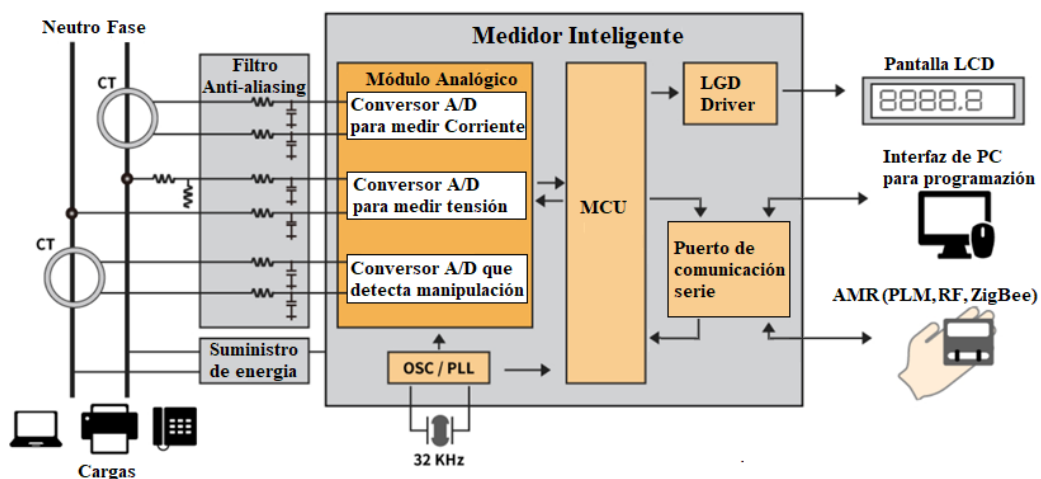 Neutro Fase
CT
Filtro
Anti-aliasing
Medidor Inteligente
Módulo Analógico
Conversor A/D
para medir Corriente
Conversor A/D
para medir tensión
Conversor A/D que
detecta manipulación
MCU
LGD
Driver
Pantalla LCD
8888.8
Interfaz de PC
para programazión
Puerto de
comunicación
serie
AMR (PLM, RF, ZigBee)
CT
Suministro
de energia
OSC / PLL
32 KHz
Cargas